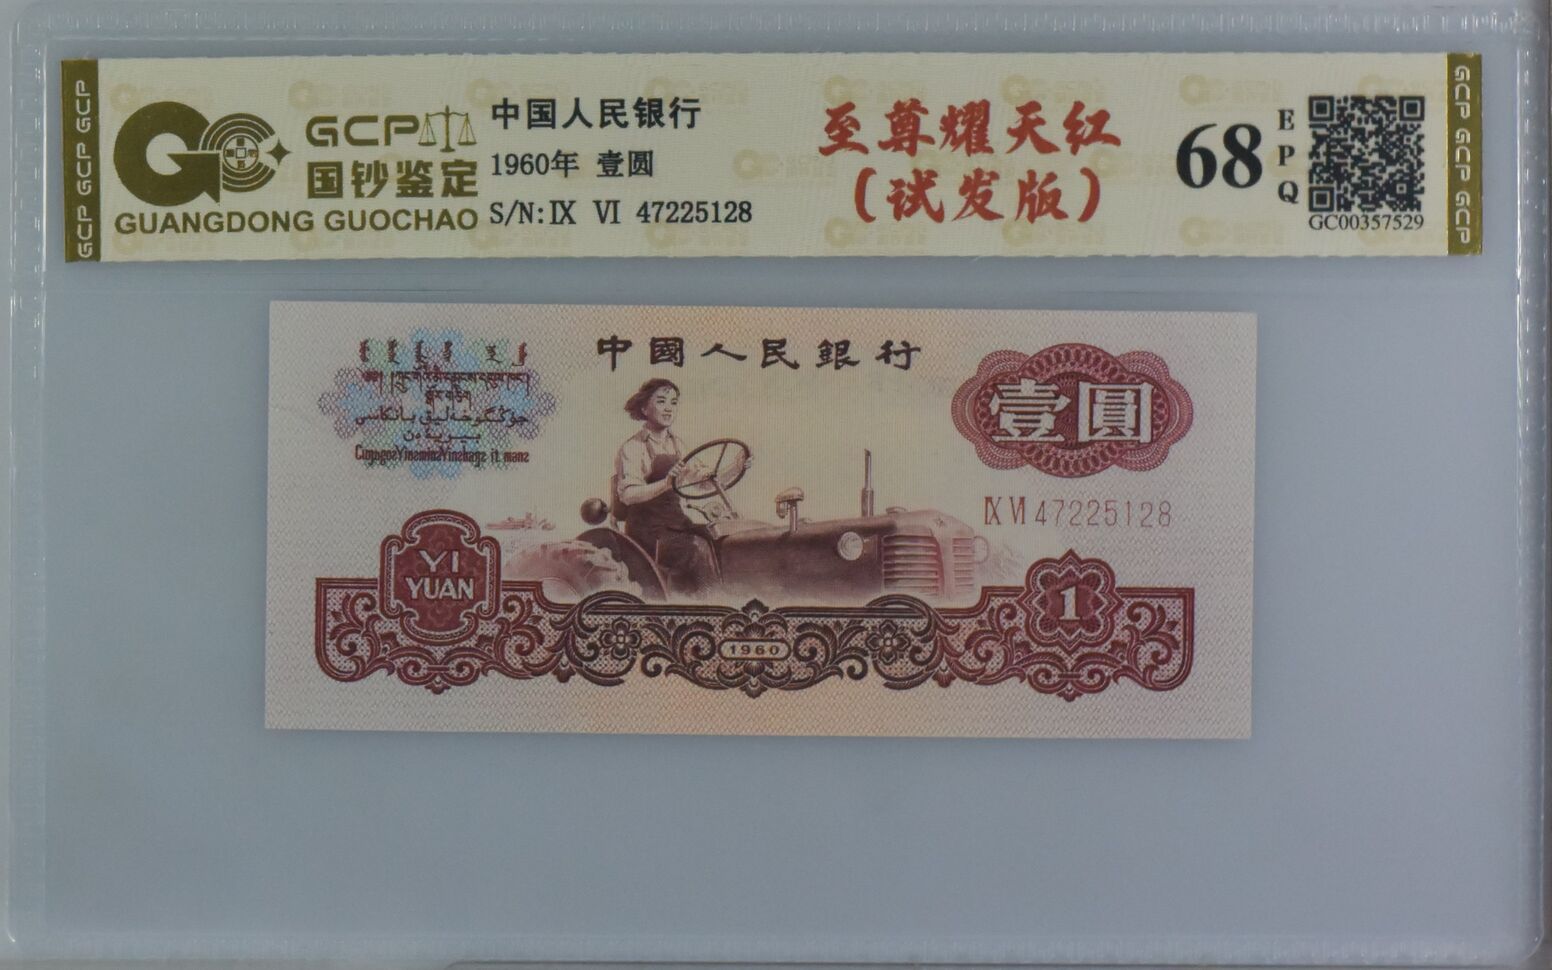 GCP GCP GCP
GCP
国钞鉴定
GUANGDONG GUOCHAO
中国人民银行
1960年 壹圆
S/N:Ⅸ Ⅵ 47225128
至尊耀天红
(试发版)
68
EPQ
GC00357529
GCP GCP GCP
中國人民銀行
壹圓
Ⅸ Ⅵ 47225128
YI
YUAN
1960
1